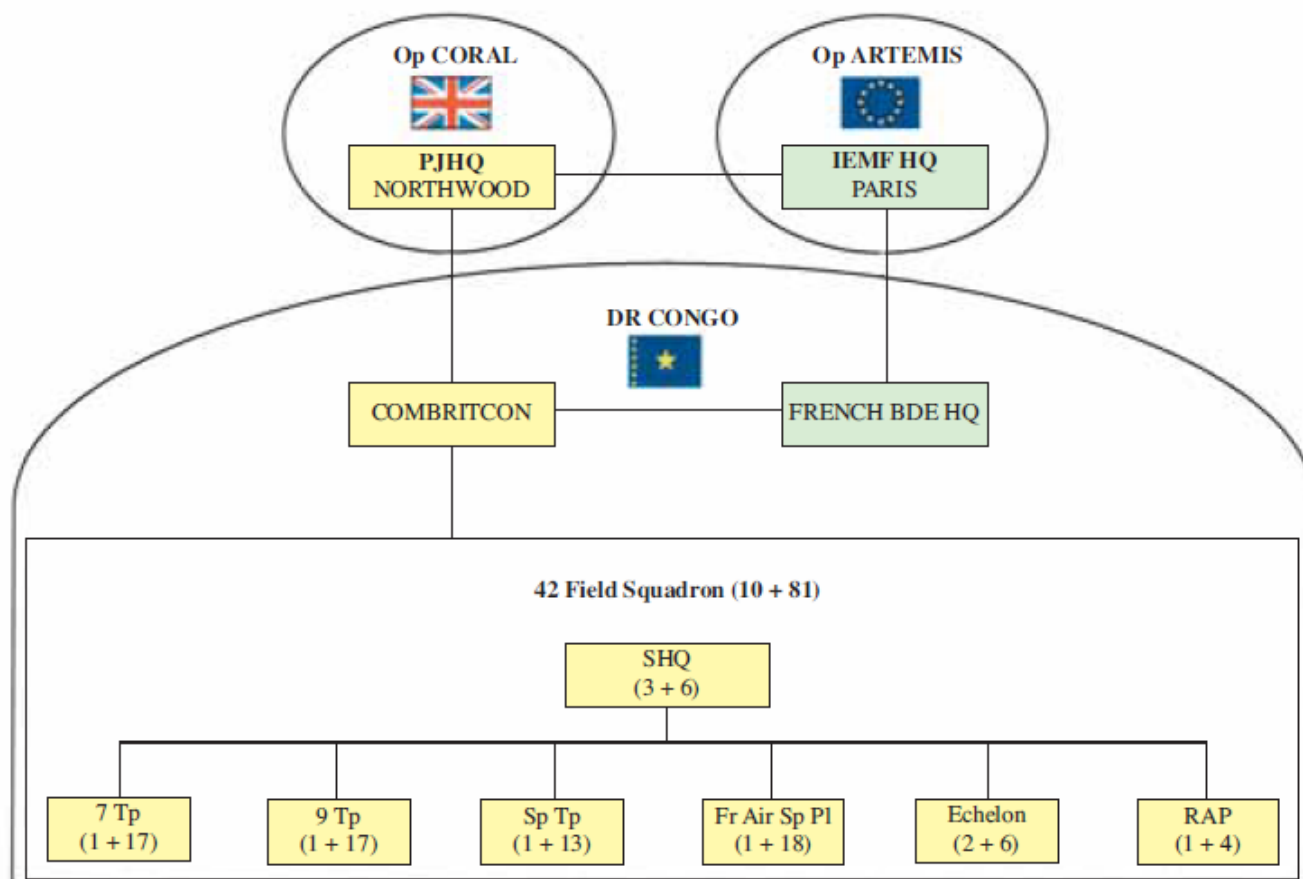 Op CORAL
Op ARTEMIS
PJHQ
NORTHWOOD
IEMF HQ
PARIS
DR CONGO
COMBRITCON
FRENCH BDE HQ
42 Field Squadron (10 + 81)
SHQ
(3 + 6)
7 Tp
(1 + 17)
9 Tp
(1 + 17)
Sp Tp
(1 + 13)
Fr Air Sp Pl
(1 + 18)
Echelon
(2 + 6)
RAP
(1 + 4)